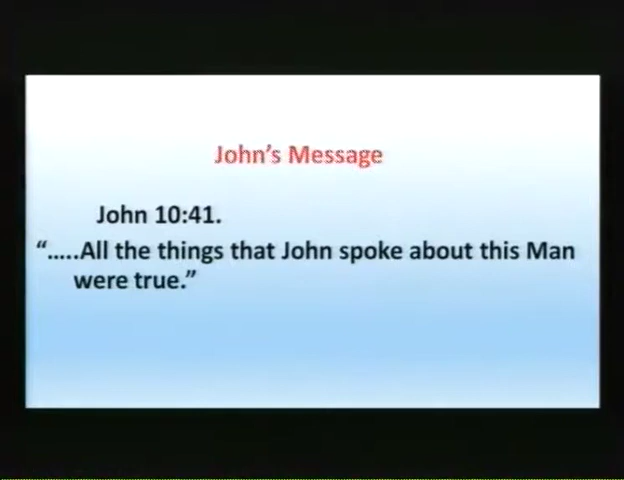 John's Message
John 10:41.
“.....All the things that John spoke about this Man
were true.”